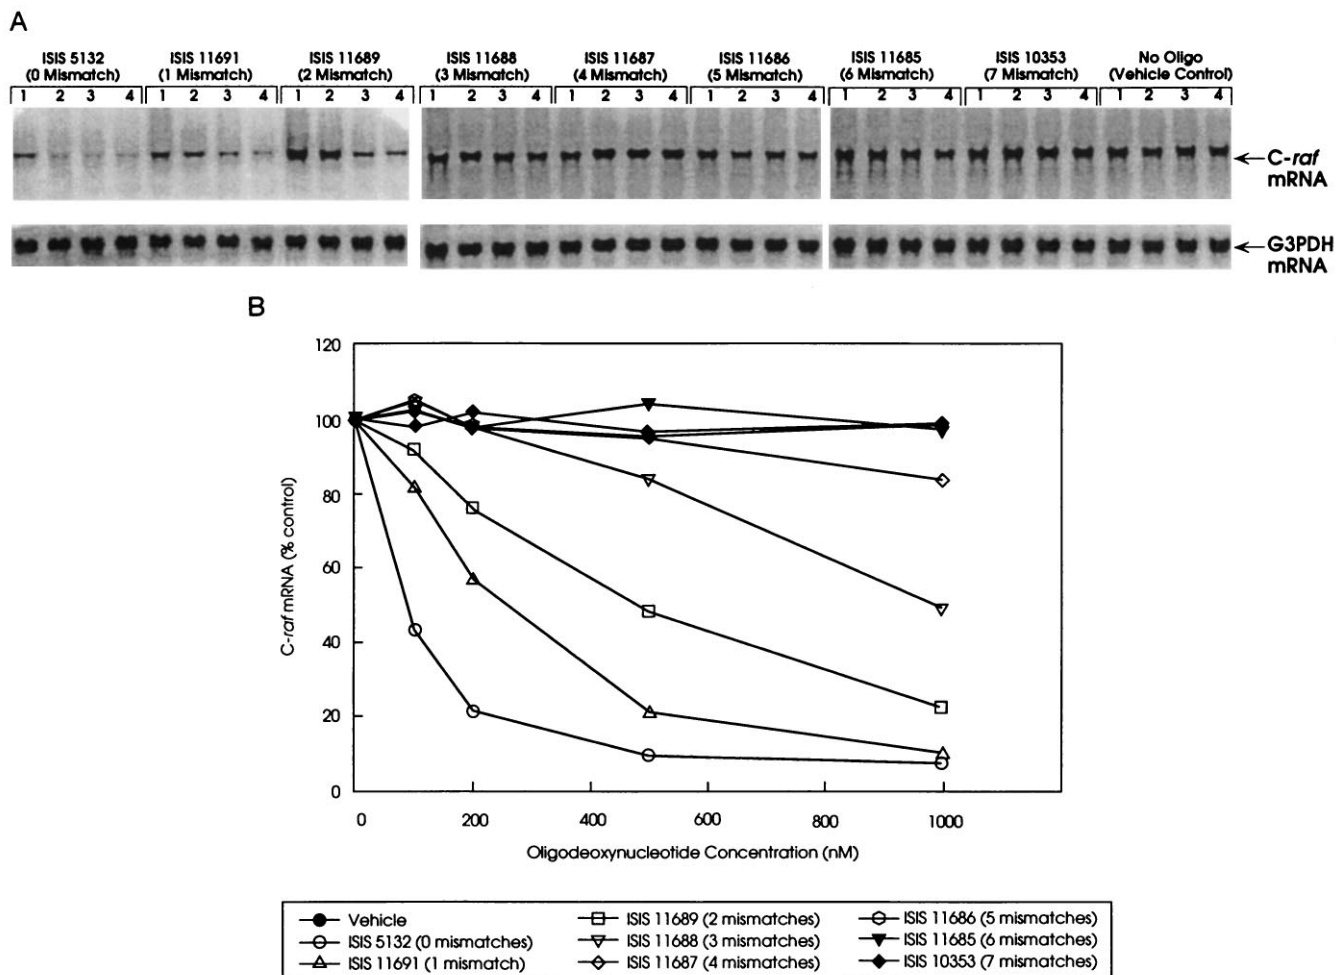 A
ISIS 5132
(0 Mismatch)
ISIS 11691
(1 Mismatch)
ISIS 11689
(2 Mismatch)
ISIS 11688
(3 Mismatch)
ISIS 11687
(4 Mismatch)
ISIS 11686
(5 Mismatch)
ISIS 11685
(6 Mismatch)
ISIS 10353
(7 Mismatch)
No Oligo
(Vehicle Control)
1 2 3 4 1 2 3 4 1 2 3 4 1 2 3 4 1 2 3 4 1 2 3 4 1 2 3 4 1 2 3 4 1 2 3 4
C-raf
mRNA
G3PDH
mRNA
B
120
100
80
60
40
20
0
C-raf mRNA (% control)
0 200 400 600 800 1000
Oligodeoxynucleotide Concentration (nM)
Vehicle
ISIS 5132 (0 mismatches)
ISIS 11691 (1 mismatch)
ISIS 11689 (2 mismatches)
ISIS 11688 (3 mismatches)
ISIS 11687 (4 mismatches)
ISIS 11686 (5 mismatches)
ISIS 11685 (6 mismatches)
ISIS 10353 (7 mismatches)